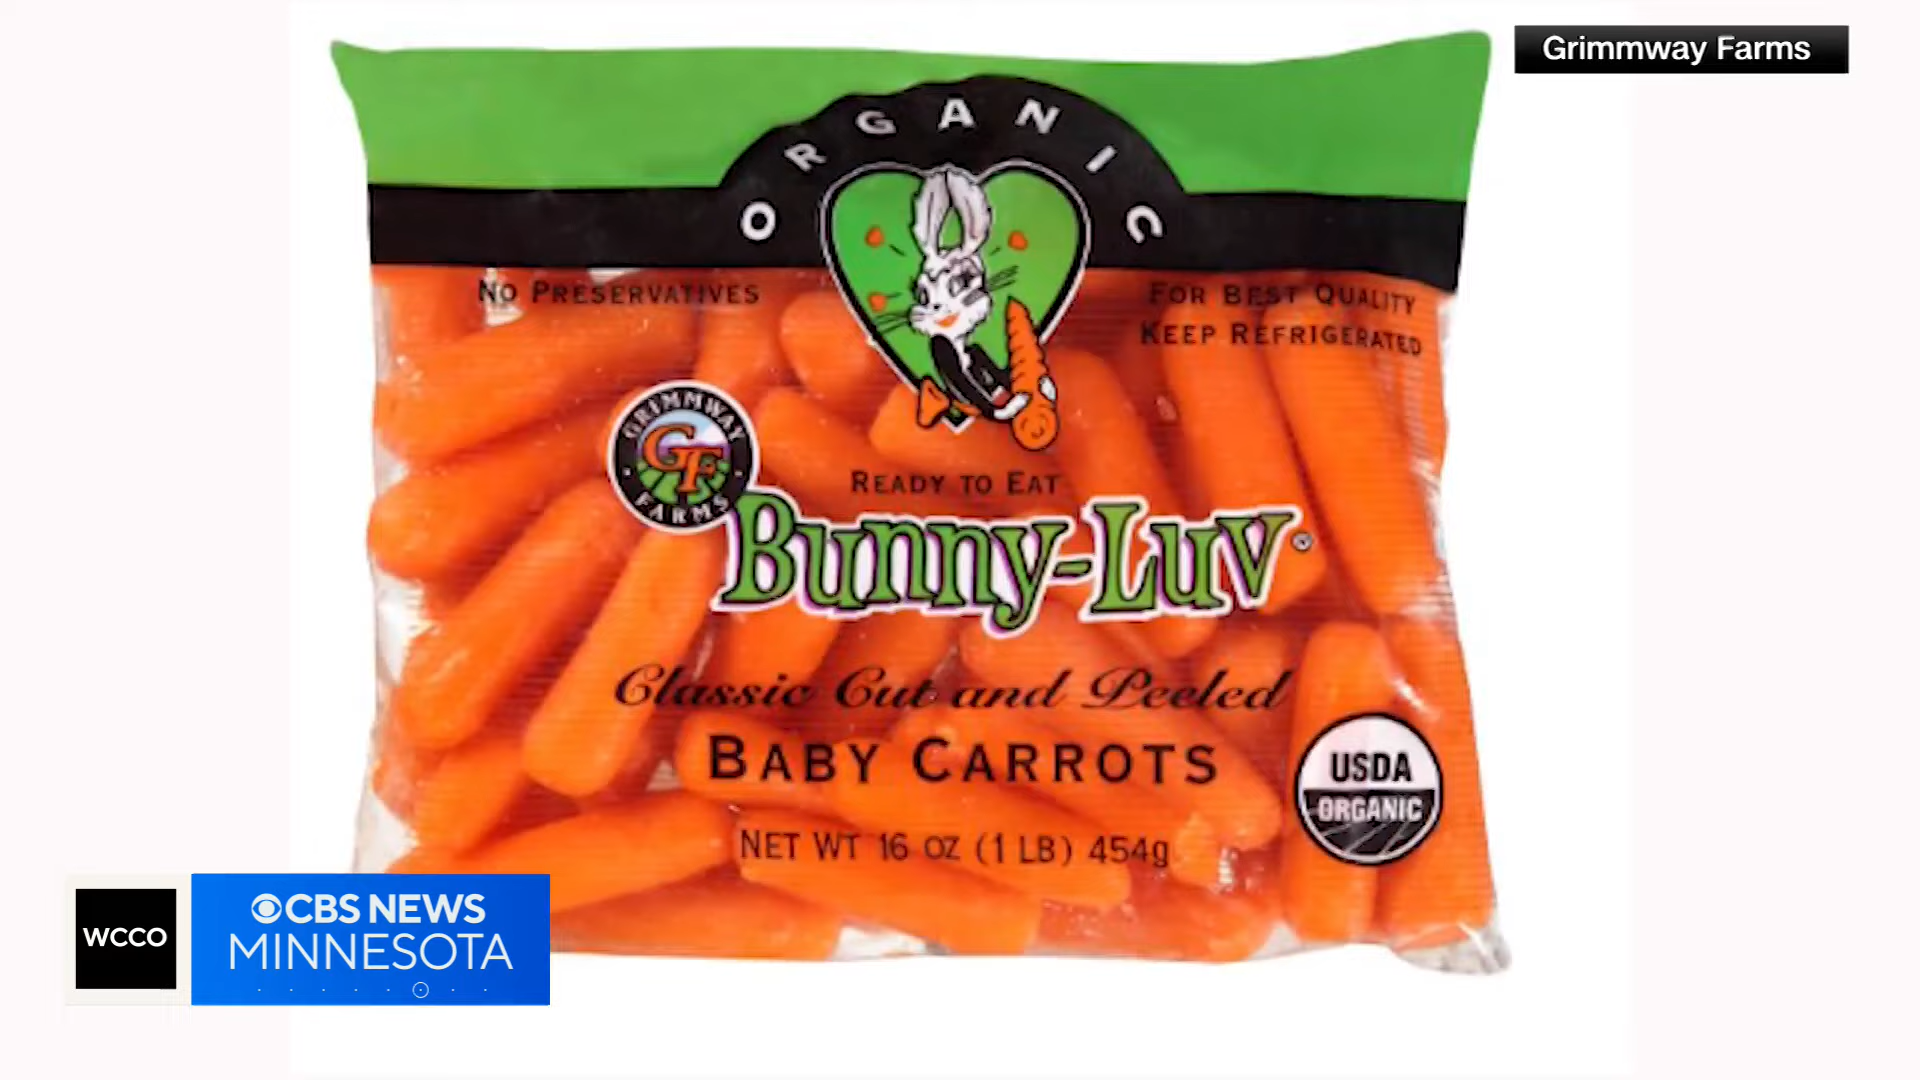 Grimmway Farms
ORGANIC
NO PRESERVATIVES
FOR BEST QUALITY
KEEP REFRIGERATED
GRIMMWAY
GF
FARMS
READY TO EAT
Bunny-Luv®
Classic Cut and Peeled
BABY CARROTS
USDA
ORGANIC
NET WT 16 OZ (1 LB) 454g
WCCO
CBS NEWS
MINNESOTA